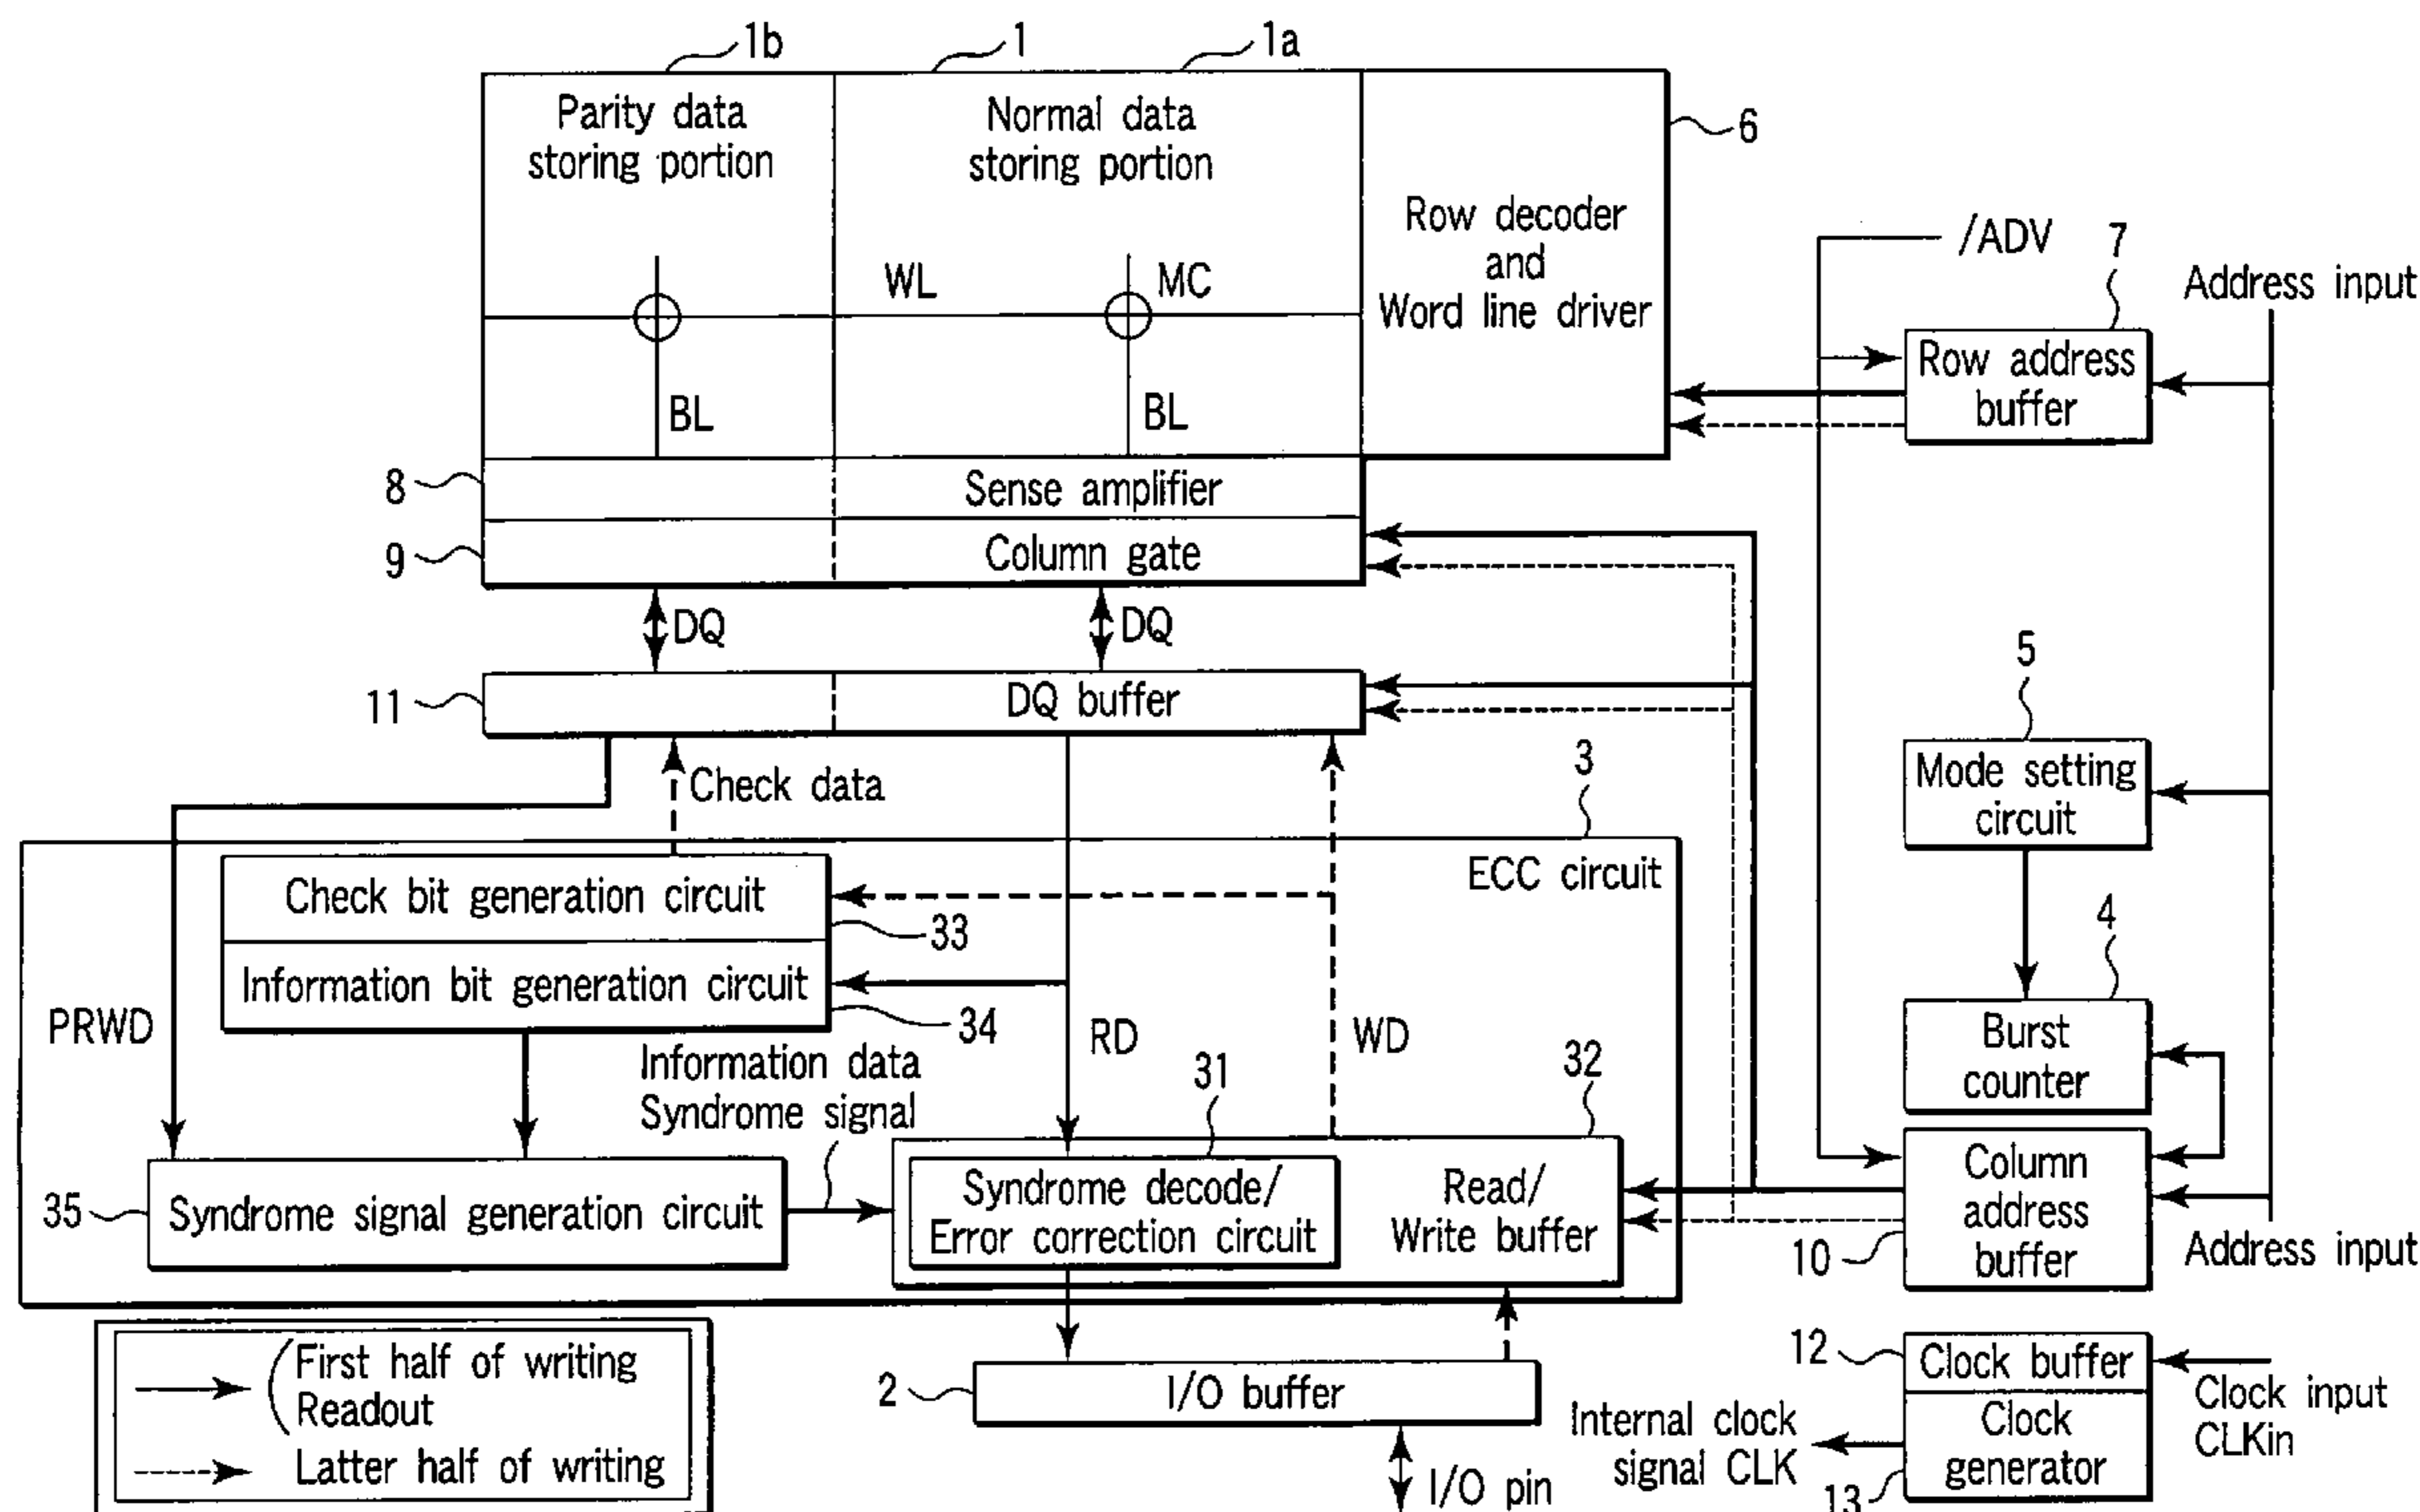 1b
1
1a
Parity data
storing portion
Normal data
storing portion
6
Row decoder
and
Word line driver
/ADV
7
Address input
WL
MC
Row address
buffer
BL
BL
8
Sense amplifier
9
Column gate
DQ
DQ
5
11
DQ buffer
Mode setting
circuit
Check data
3
ECC circuit
Check bit generation circuit
33
4
Information bit generation circuit
34
PRWD
RD
WD
Burst
counter
Information data
Syndrome signal
31
32
35
Syndrome signal generation circuit
Syndrome decode/
Error correction circuit
Read/
Write buffer
Column
address
buffer
10
Address input
First half of writing
Readout
Latter half of writing
2
I/O buffer
I/O pin
12
Clock buffer
Clock input
CLKin
Internal clock
signal CLK
Clock
generator
13